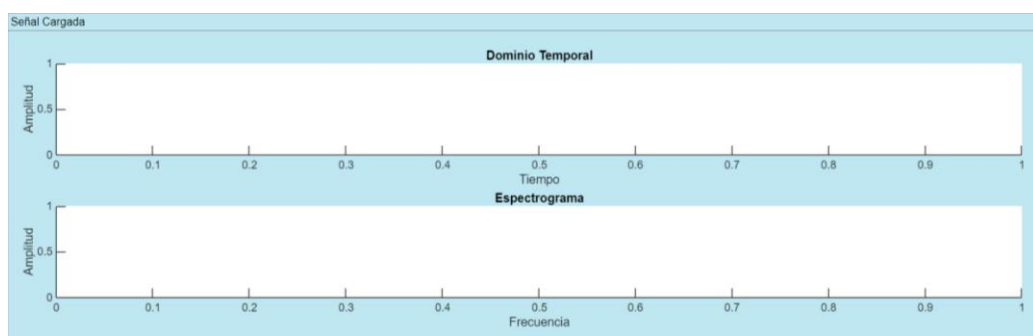 Señal Cargada
Dominio Temporal
1
0.5
0
Amplitud
0 0.1 0.2 0.3 0.4 0.5 0.6 0.7 0.8 0.9 1
Tiempo
Espectrograma
1
0.5
0
Amplitud
0 0.1 0.2 0.3 0.4 0.5 0.6 0.7 0.8 0.9 1
Frecuencia